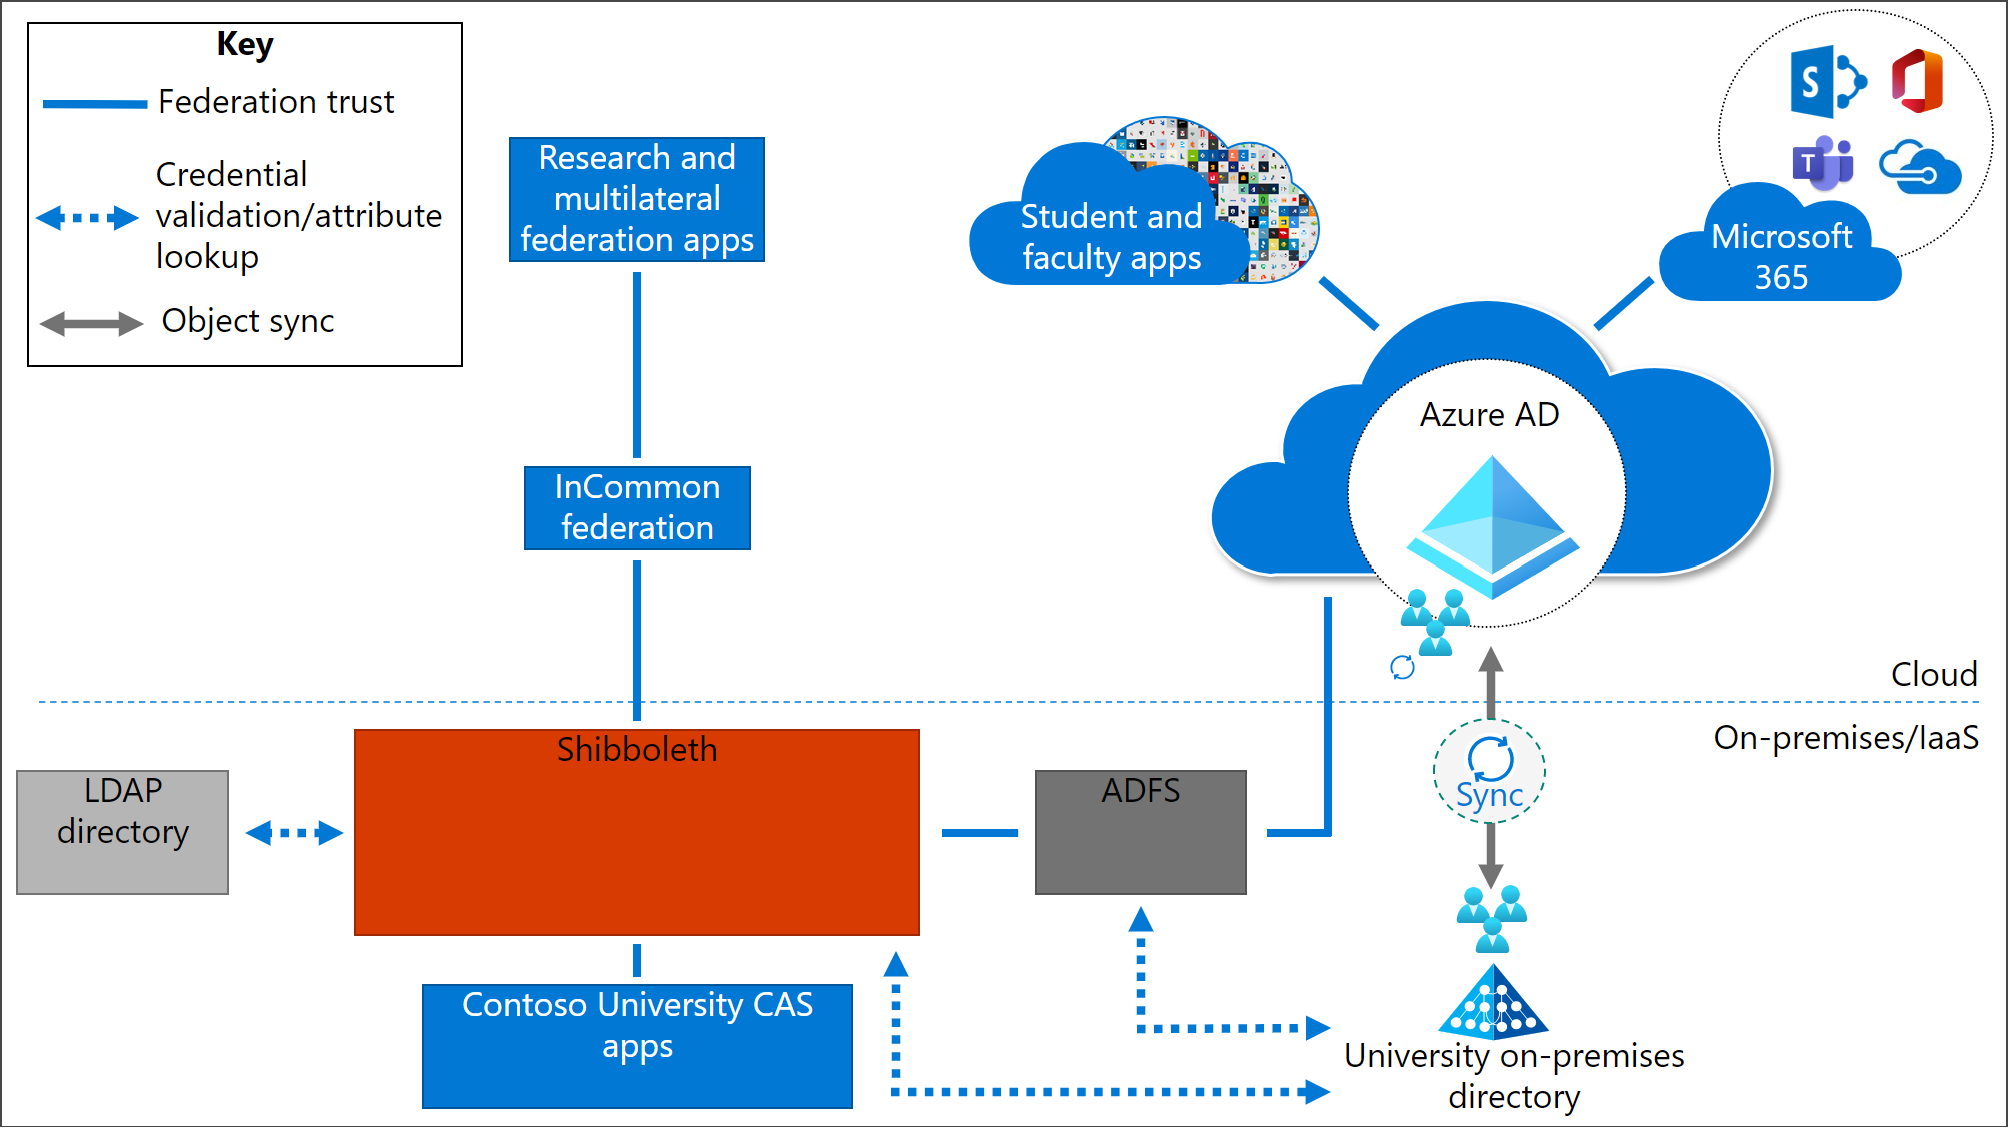 Key
Federation trust
Credential
validation/attribute
lookup
Object sync
Research and
multilateral
federation apps
Student and
faculty apps
S
T
Microsoft
365
Azure AD
InCommon
federation
Cloud
On-premises/IaaS
Shibboleth
LDAP
directory
ADFS
Sync
Contoso University CAS
apps
University on-premises
directory